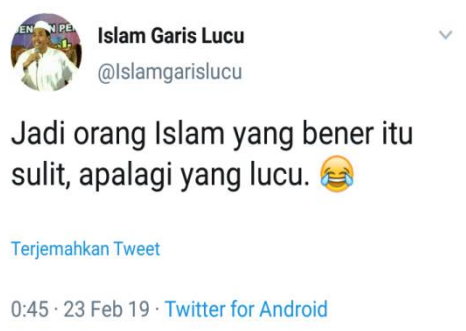 Islam Garis Lucu
@Islamgarislucu
Jadi orang Islam yang bener itu
sulit, apalagi yang lucu. 😂
Terjemahkan Tweet
0:45 · 23 Feb 19 · Twitter for Android